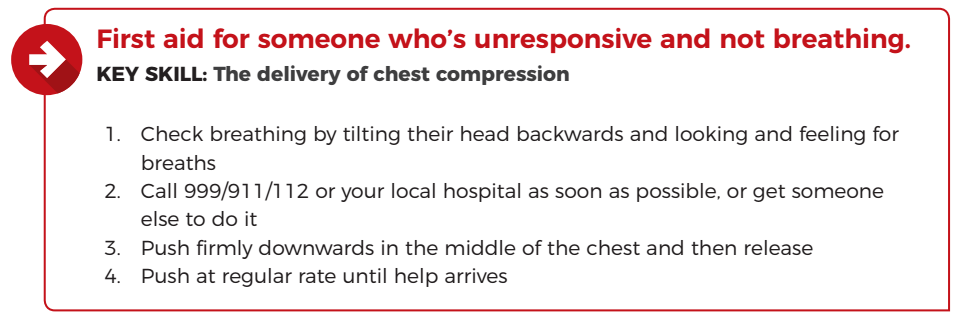 First aid for someone who’s unresponsive and not breathing.
KEY SKILL: The delivery of chest compression
1. Check breathing by tilting their head backwards and looking and feeling for
breaths
2. Call 999/911/112 or your local hospital as soon as possible, or get someone
else to do it
3. Push firmly downwards in the middle of the chest and then release
4. Push at regular rate until help arrives